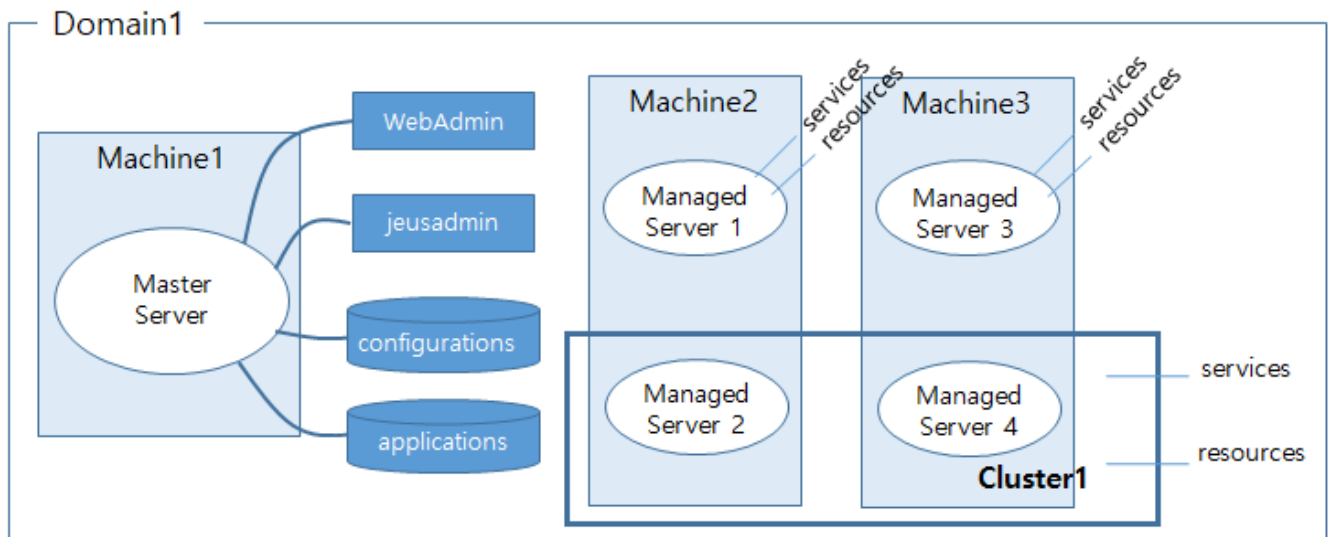 Domain1
Machine1
Master
Server
WebAdmin
jeusadmin
configurations
applications
Machine2
services
resources
Managed
Server 1
Managed
Server 2
Machine3
services
resources
Managed
Server 3
Managed
Server 4
Cluster1
services
resources